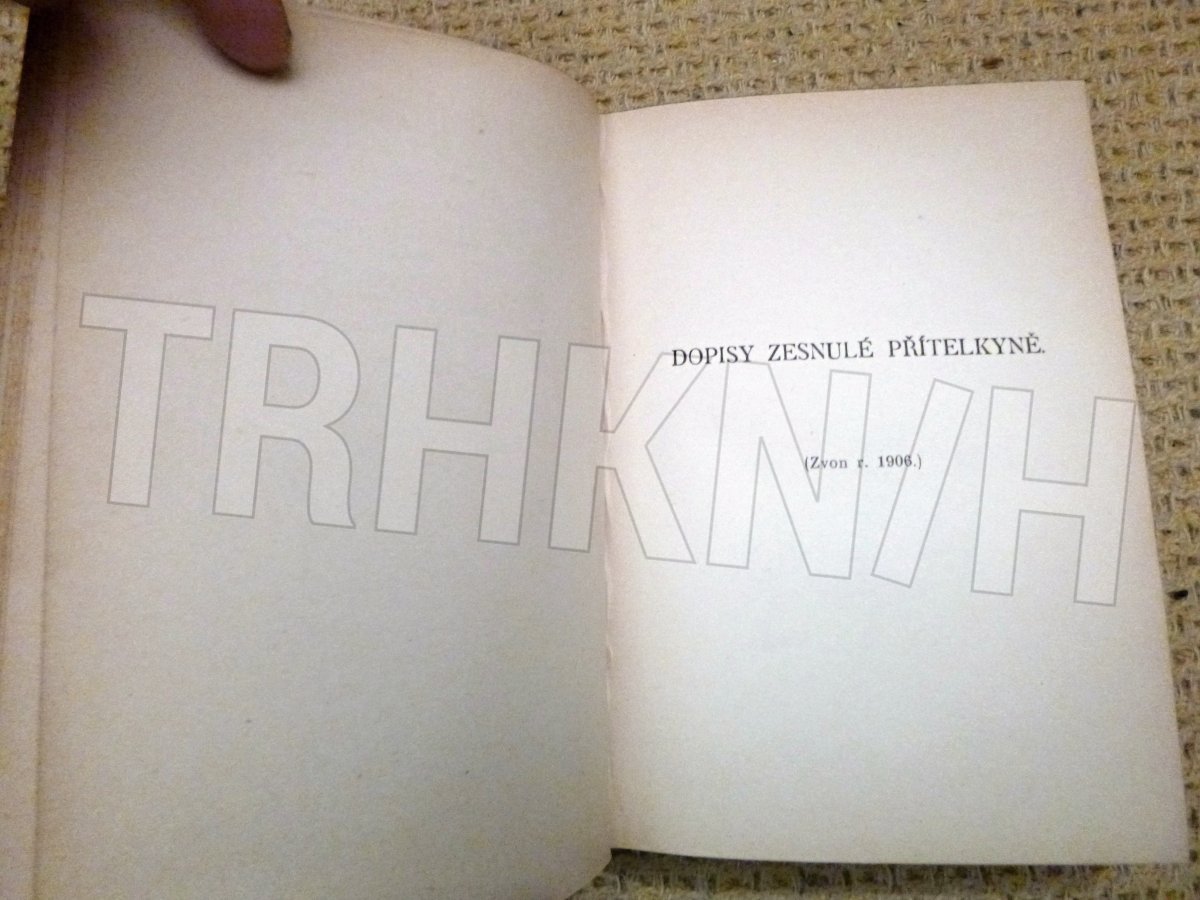 DOPISY ZESNULÉ PŘÍTELKYNĚ.
(Zvon r. 1906.)
TRHKNIH